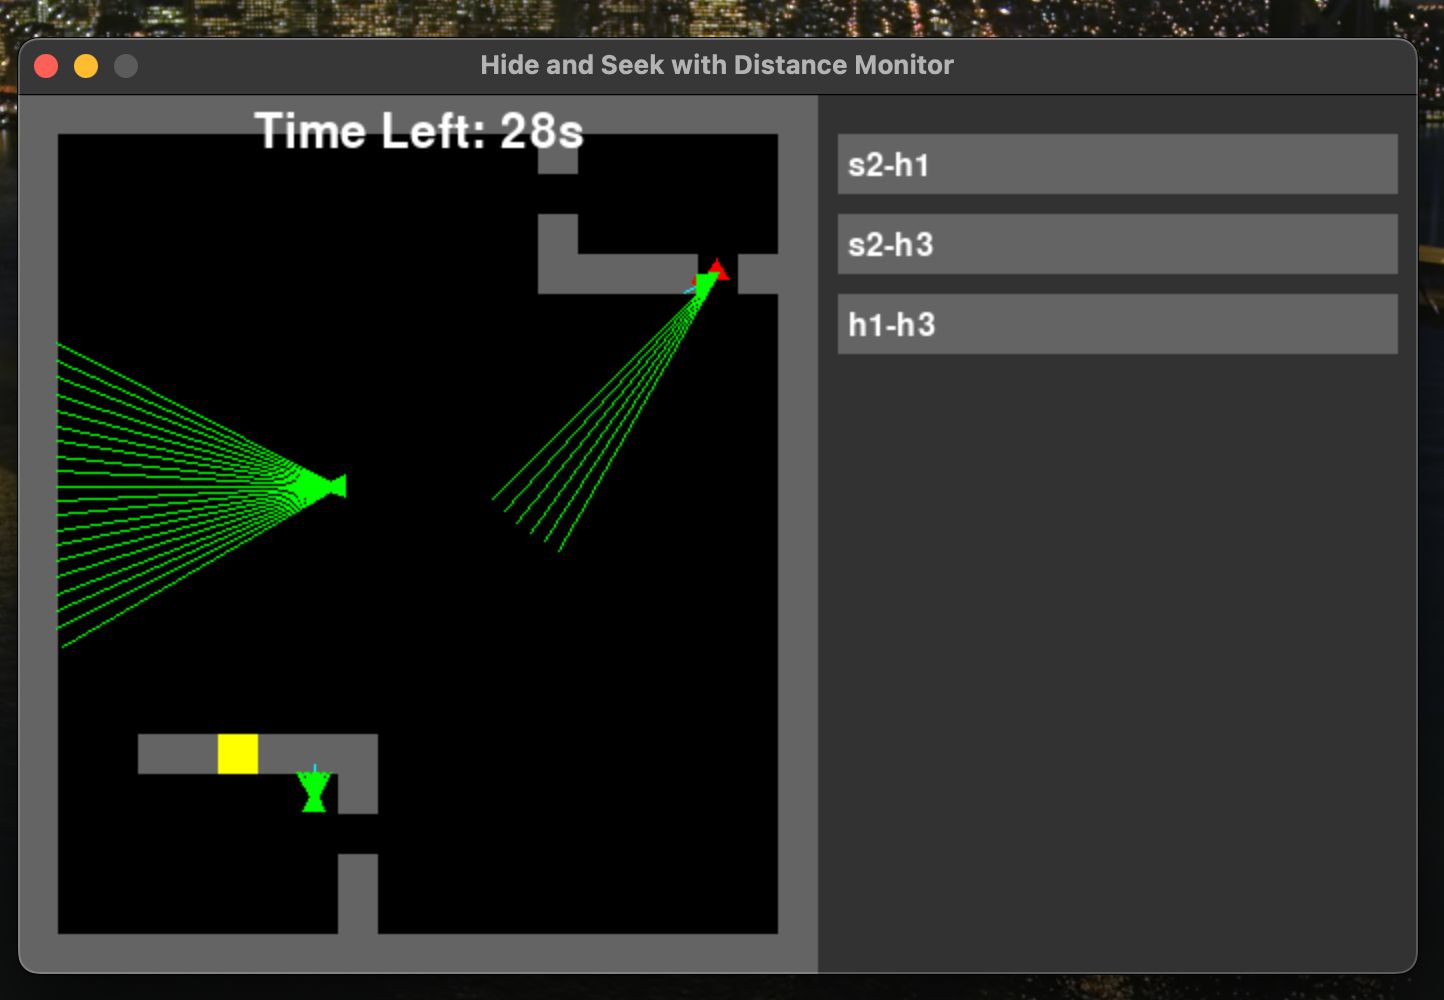 Hide and Seek with Distance Monitor
Time Left: 28s
s2-h1
s2-h3
h1-h3